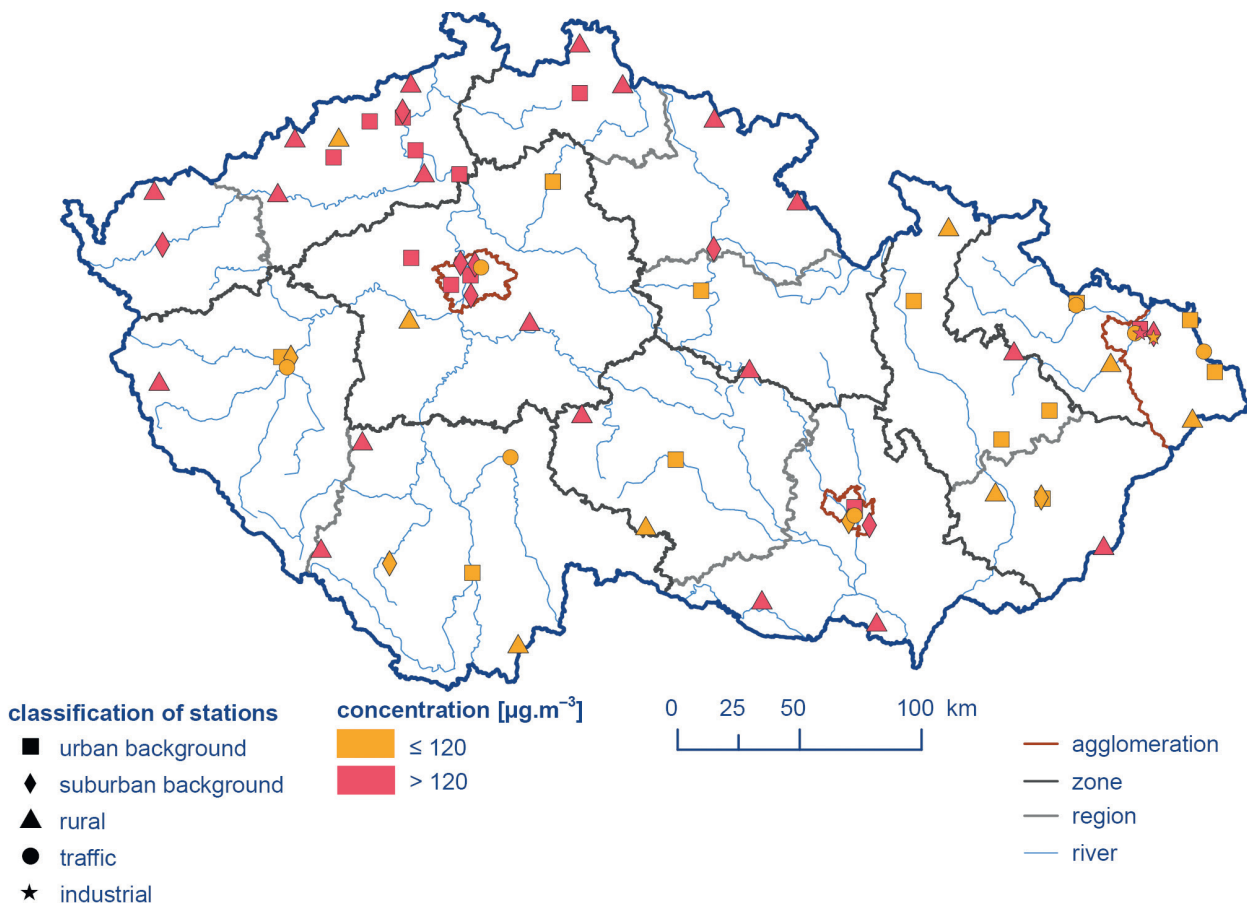 classification of stations
urban background
suburban background
rural
traffic
industrial
concentration [µg.m⁻³]
≤ 120
> 120
0 25 50 100 km
agglomeration
zone
region
river